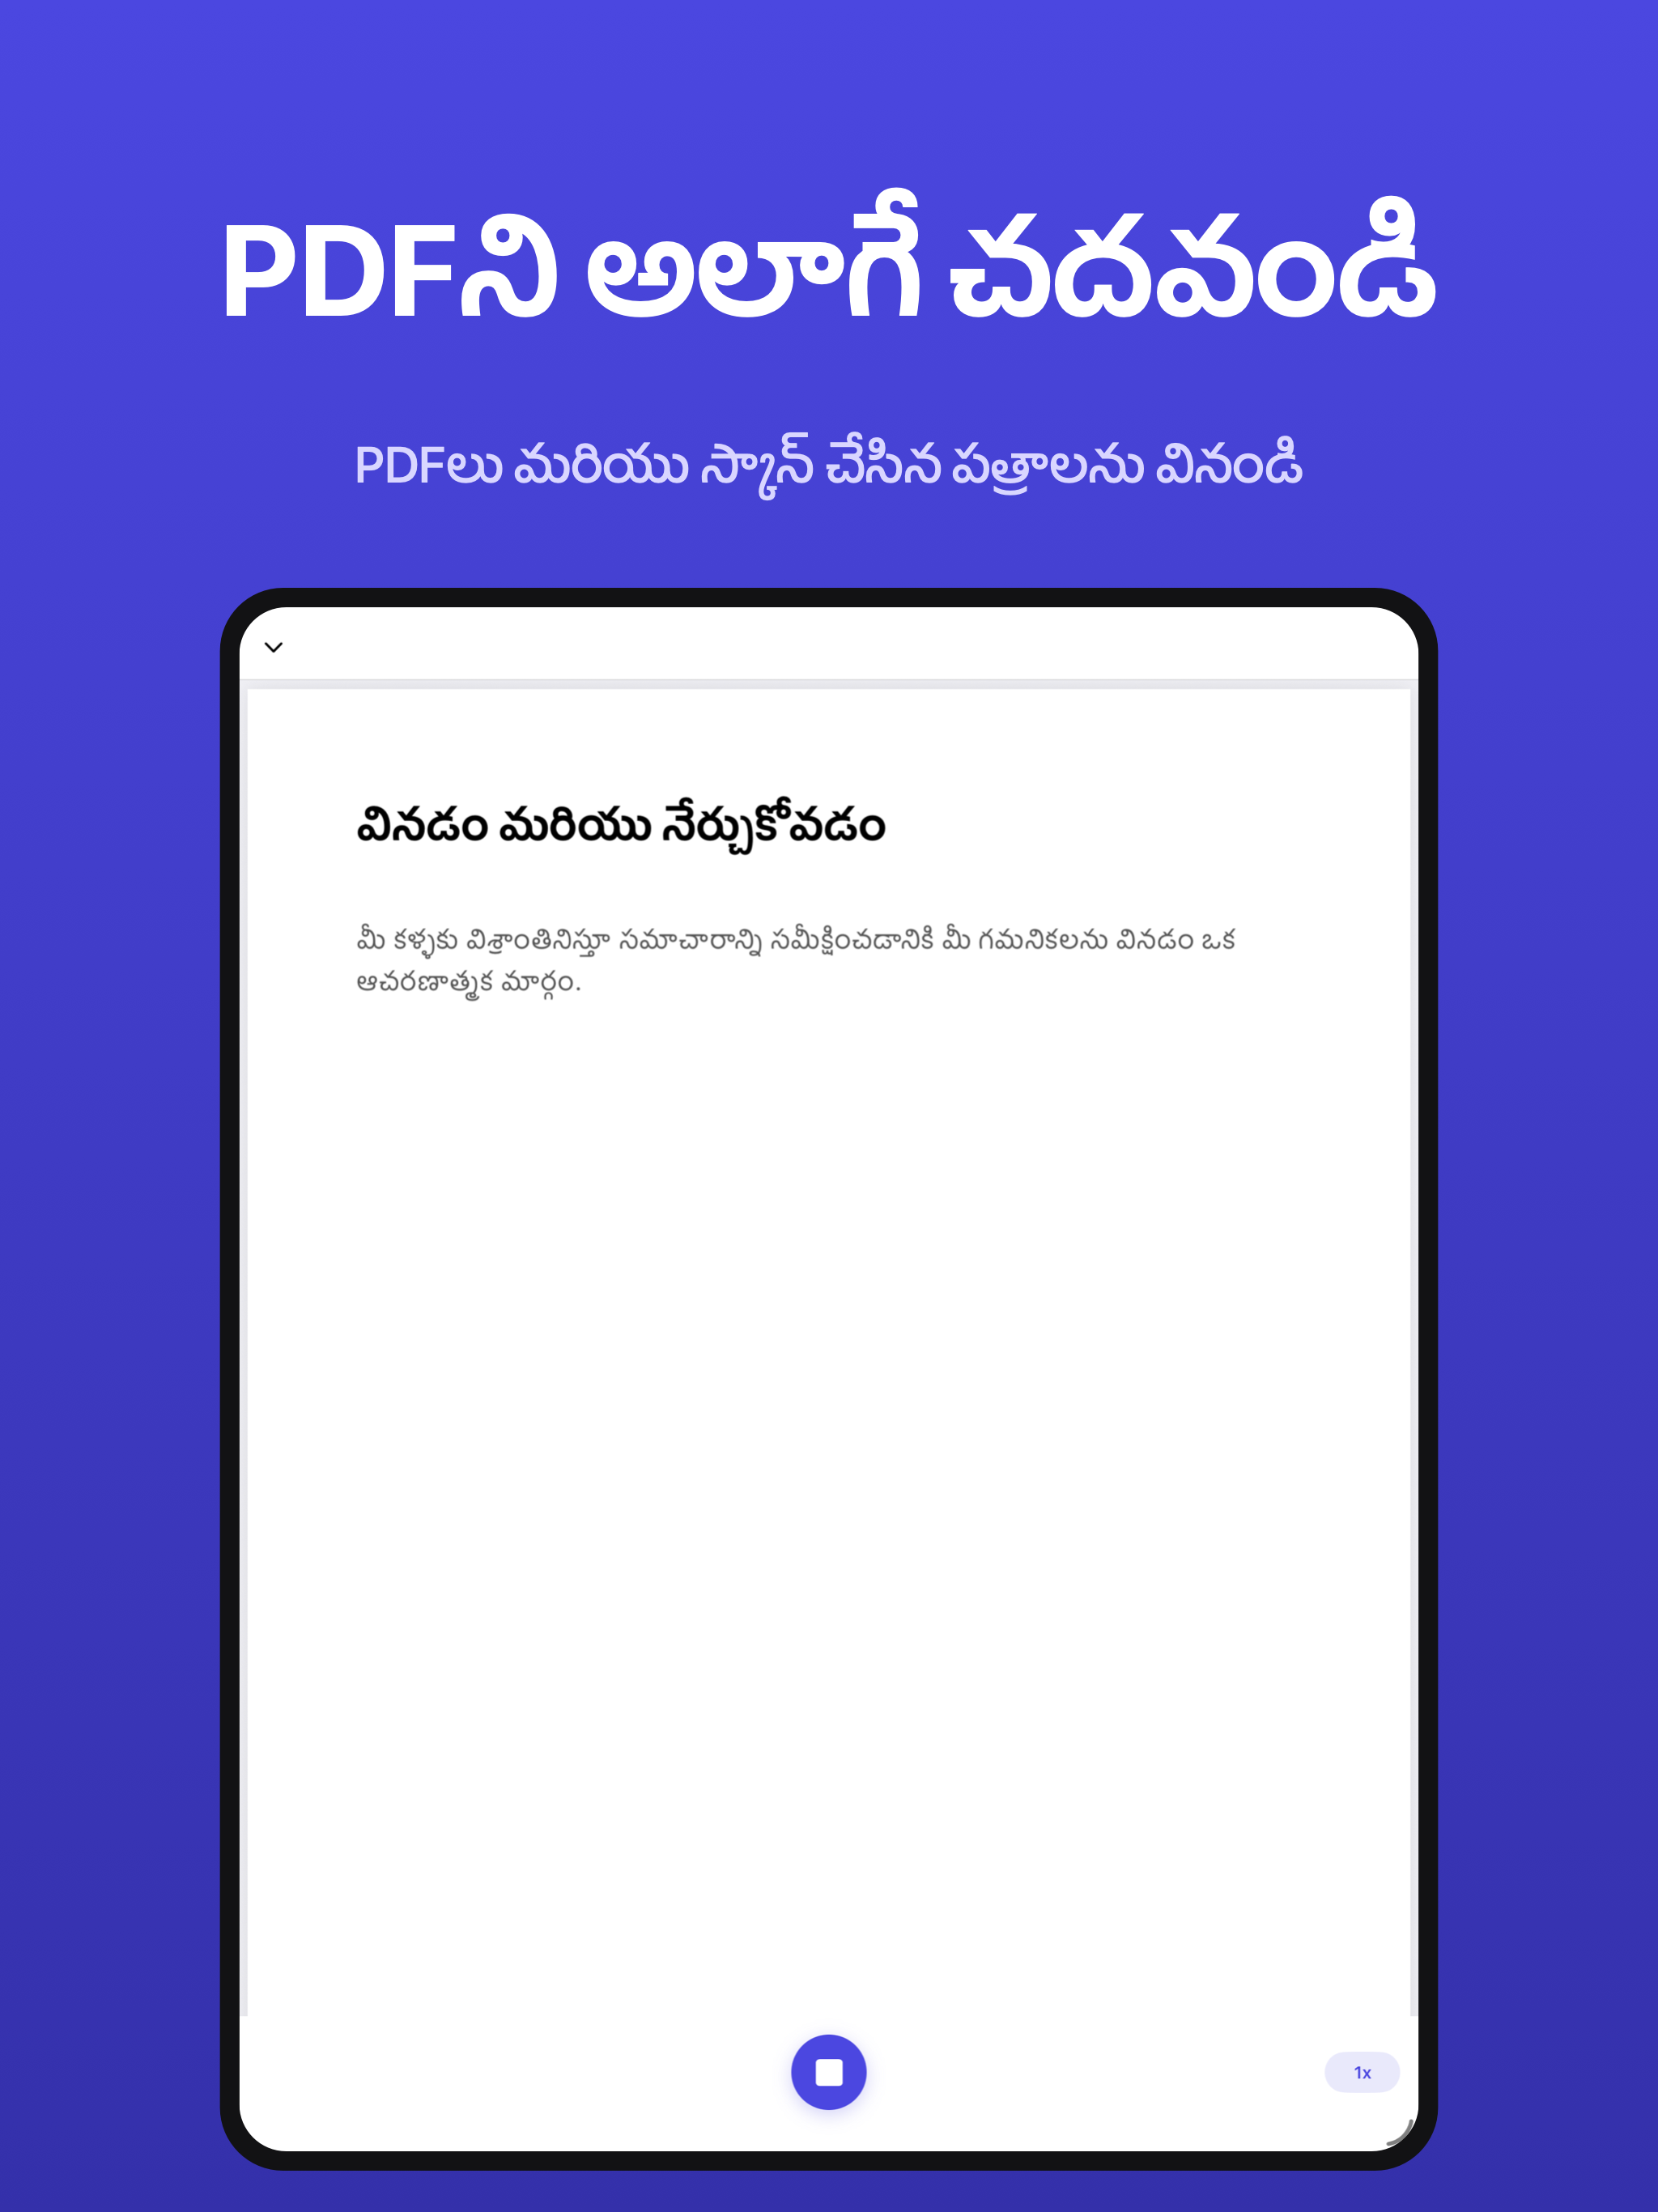 PDFని అలాగే చదవండి
PDFలు మరియు స్కాన్ చేసిన పత్రాలను వినండి
వినడం మరియు నేర్చుకోవడం
మీ కళ్ళకు విశ్రాంతినిస్తూ సమాచారాన్ని సమీక్షించడానికి మీ గమనికలను వినడం ఒక
ఆచరణాత్మక మార్గం.
1x